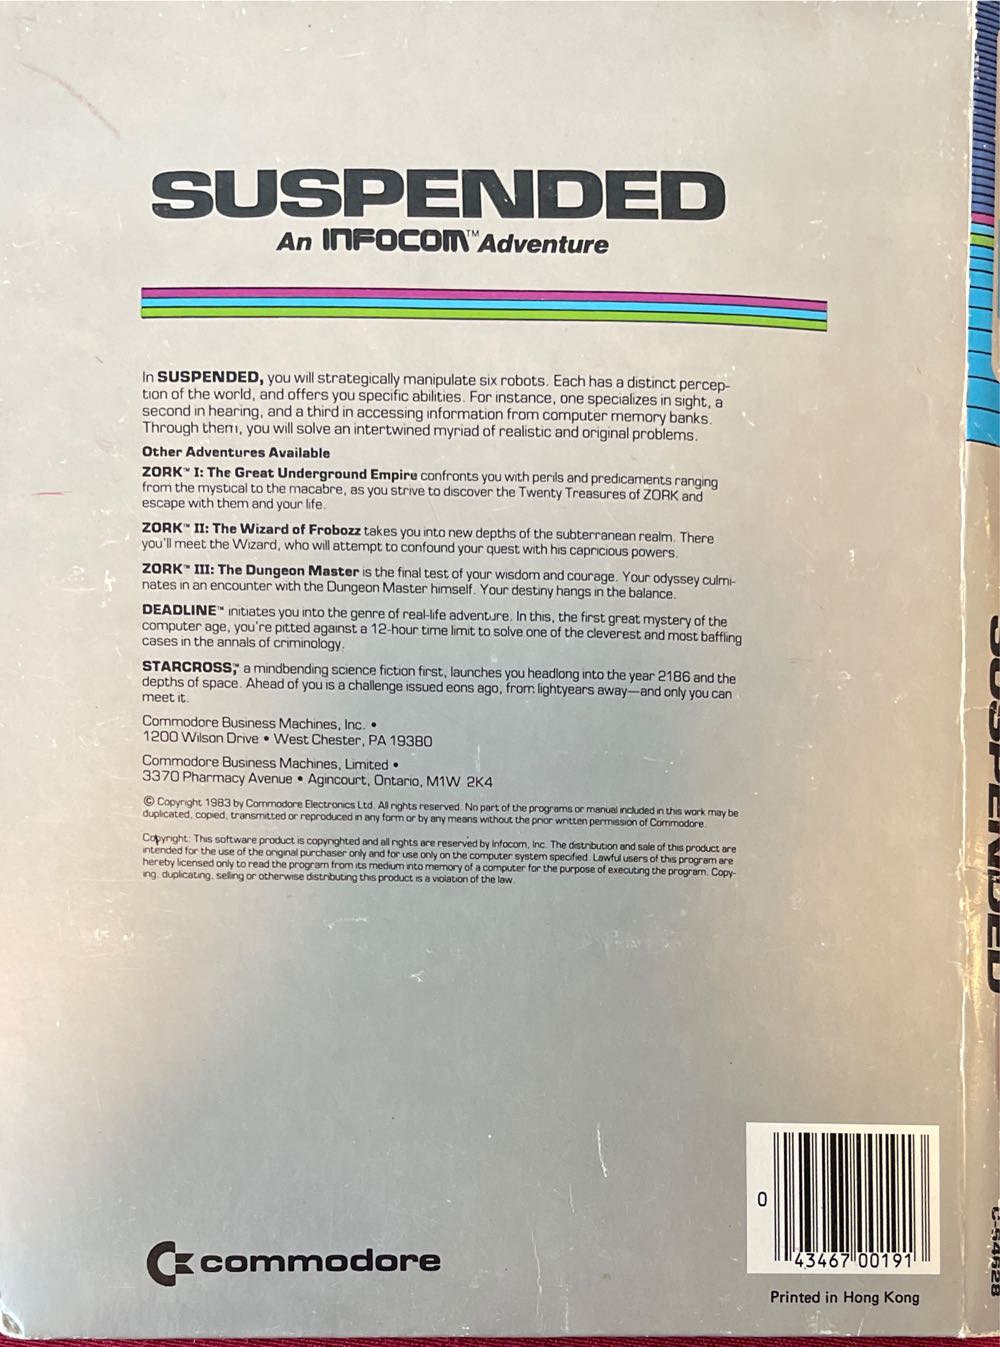 SUSPENDED
An INFOCOM™ Adventure
In SUSPENDED, you will strategically manipulate six robots. Each has a distinct percep-
tion of the world, and offers you specific abilities. For instance, one specializes in sight, a
second in hearing, and a third in accessing information from computer memory banks.
Through them, you will solve an intertwined myriad of realistic and original problems.
Other Adventures Available
ZORK™ I: The Great Underground Empire confronts you with perils and predicaments ranging
from the mystical to the macabre, as you strive to discover the Twenty Treasures of ZORK and
escape with them and your life.
ZORK™ II: The Wizard of Frobozz takes you into new depths of the subterranean realm. There
you'll meet the Wizard, who will attempt to confound your quest with his capricious powers.
ZORK™ III: The Dungeon Master is the final test of your wisdom and courage. Your odyssey culmi-
nates in an encounter with the Dungeon Master himself. Your destiny hangs in the balance.
DEADLINE™ initiates you into the genre of real-life adventure. In this, the first great mystery of the
computer age, you're pitted against a 12-hour time limit to solve one of the cleverest and most baffling
cases in the annals of criminology.
STARCROSS,™ a mindbending science fiction first, launches you headlong into the year 2186 and the
depths of space. Ahead of you is a challenge issued eons ago, from lightyears away—and only you can
meet it.
Commodore Business Machines, Inc. •
1200 Wilson Drive • West Chester, PA 19380
Commodore Business Machines, Limited •
3370 Pharmacy Avenue • Agincourt, Ontario, M1W 2K4
© Copyright 1983 by Commodore Electronics Ltd. All rights reserved. No part of the programs or manual included in this work may be
duplicated, copied, transmitted or reproduced in any form or by any means without the prior written permission of Commodore.
Copyright: This software product is copyrighted and all rights are reserved by Infocom, Inc. The distribution and sale of this product are
intended for the use of the original purchaser only and for use only on the computer system specified. Lawful users of this program are
hereby licensed only to read the program from its medium into memory of a computer for the purpose of executing the program. Copy-
ing, duplicating, selling or otherwise distributing this product is a violation of the law.
commodore
0 43467 00191
Printed in Hong Kong
SUSPENDED
C-54628